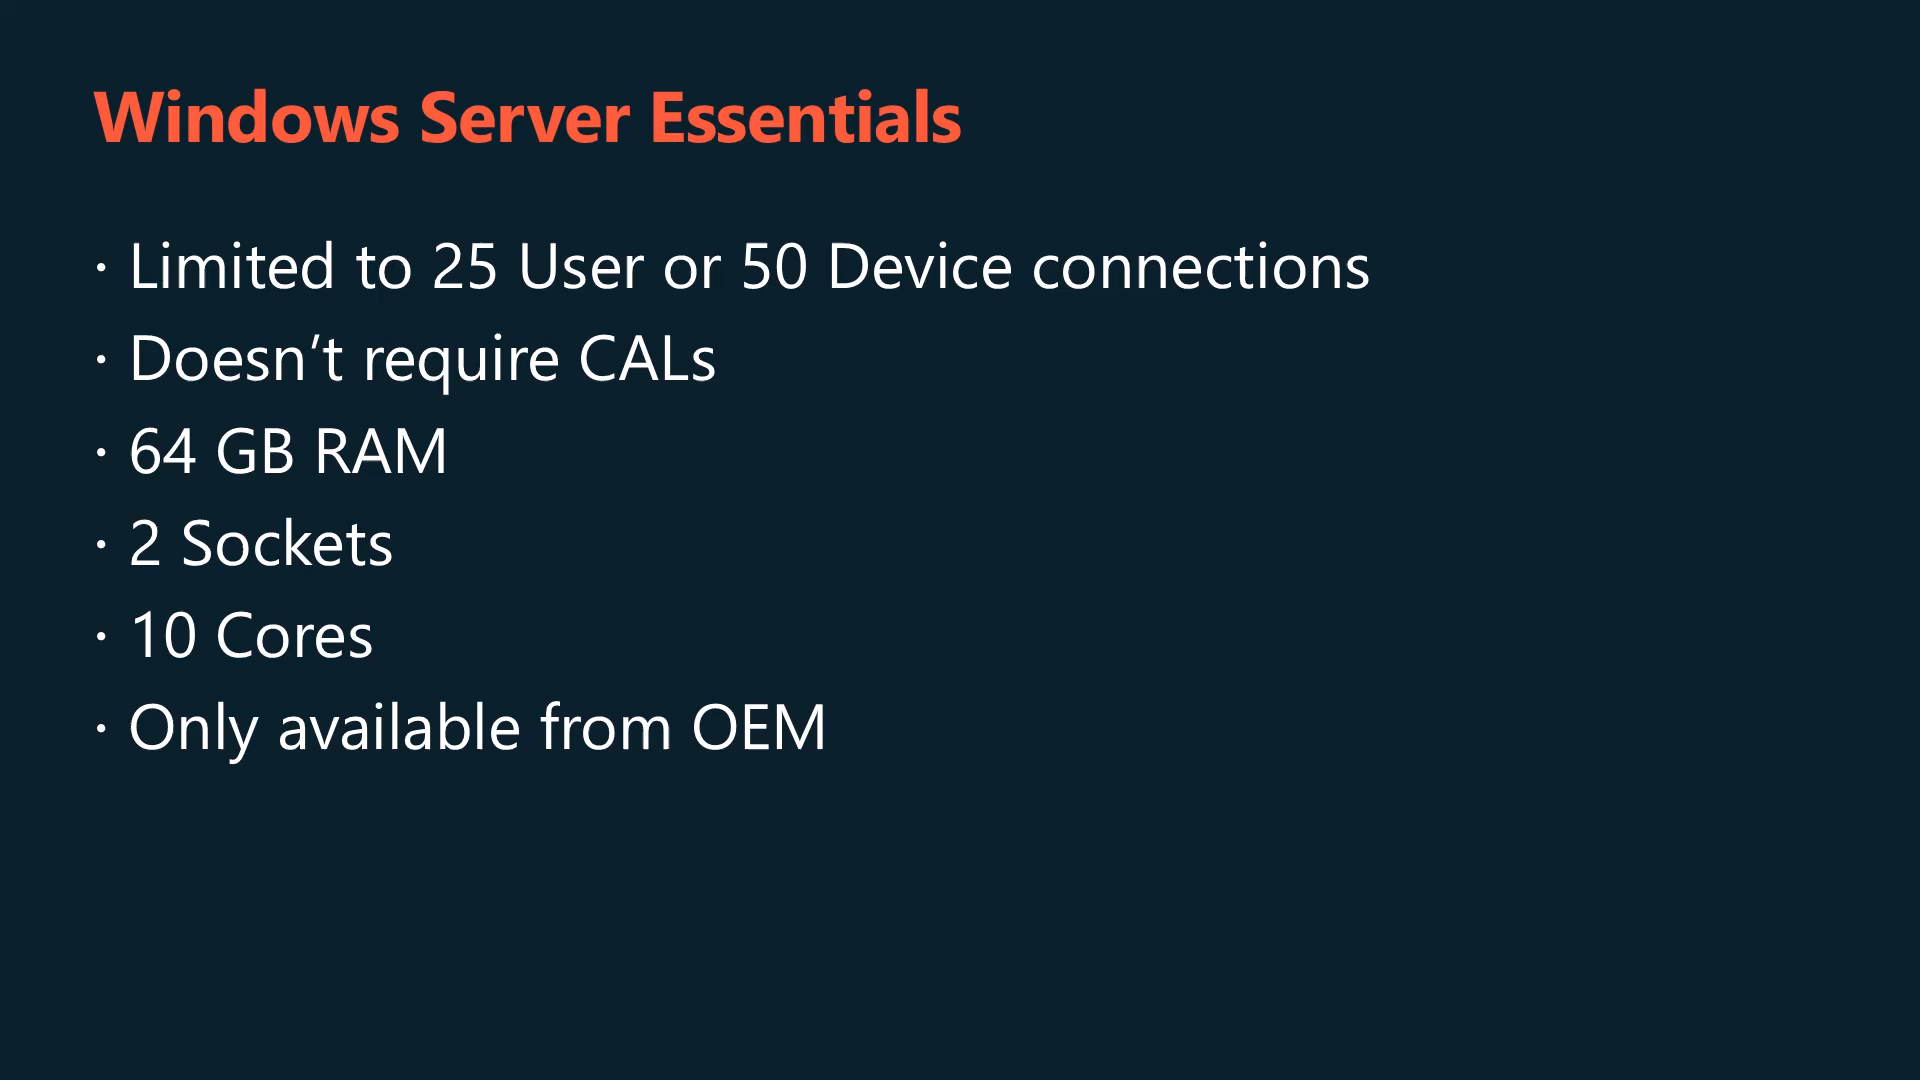 Windows Server Essentials
· Limited to 25 User or 50 Device connections
· Doesn’t require CALs
· 64 GB RAM
· 2 Sockets
· 10 Cores
· Only available from OEM